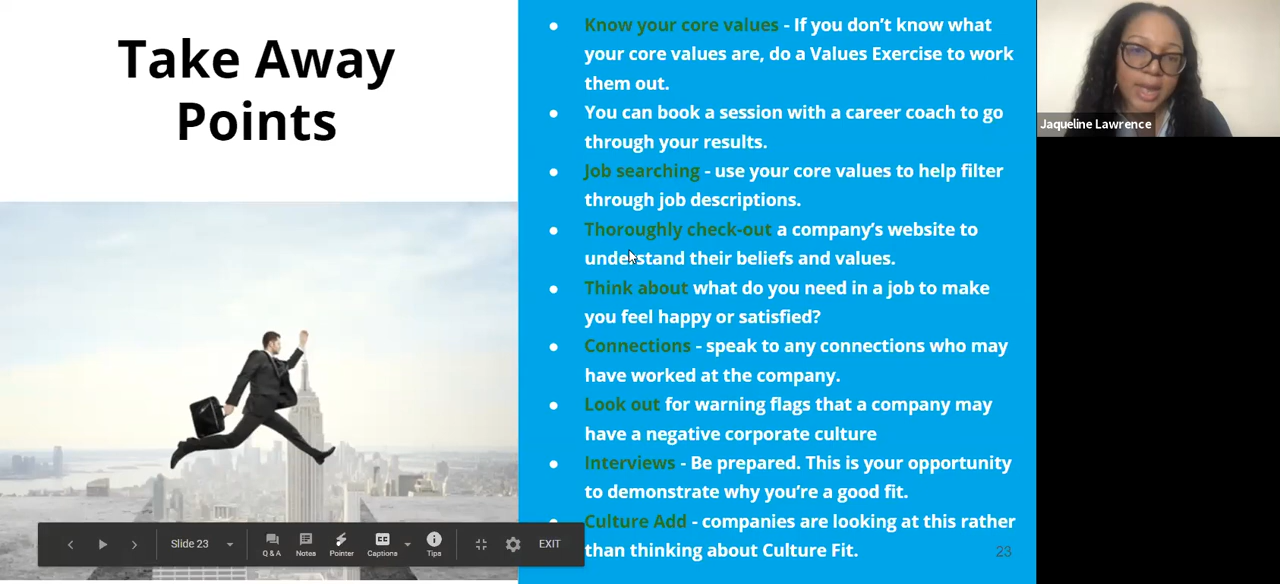 Take Away
Points
Know your core values - If you don’t know what
your core values are, do a Values Exercise to work
them out.
You can book a session with a career coach to go
through your results.
Job searching - use your core values to help filter
through job descriptions.
Thoroughly check-out a company’s website to
understand their beliefs and values.
Think about what do you need in a job to make
you feel happy or satisfied?
Connections - speak to any connections who may
have worked at the company.
Look out for warning flags that a company may
have a negative corporate culture
Interviews - Be prepared. This is your opportunity
to demonstrate why you’re a good fit.
Culture Add - companies are looking at this rather
than thinking about Culture Fit.
23
Jaqueline Lawrence
Slide 23
Q & A
Notes
Pointer
Captions
Tips
EXIT